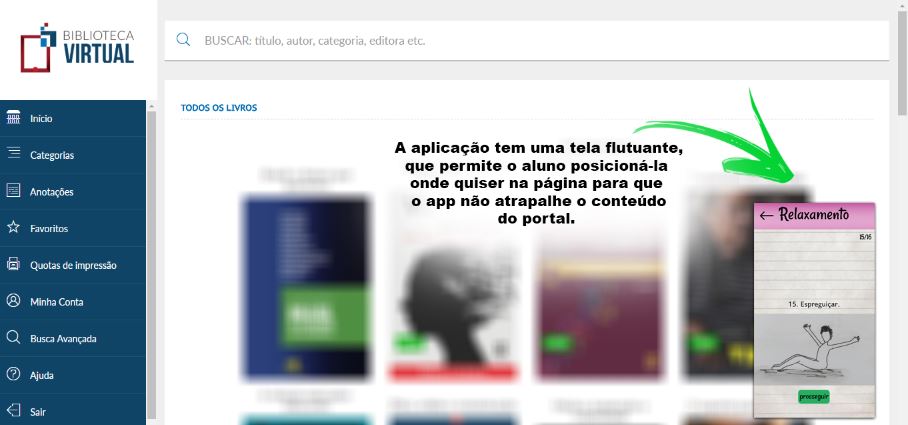 BIBLIOTECA
VIRTUAL
BUSCAR: título, autor, categoria, editora etc.
Início
Categorias
Anotações
Favoritos
Quotas de impressão
Minha Conta
Busca Avançada
Ajuda
Sair
TODOS OS LIVROS
A aplicação tem uma tela flutuante,
que permite o aluno posicioná-la
onde quiser na página para que
o app não atrapalhe o conteúdo
do portal.
← Relaxamento
15/16
15. Espreguiçar.
prosseguir